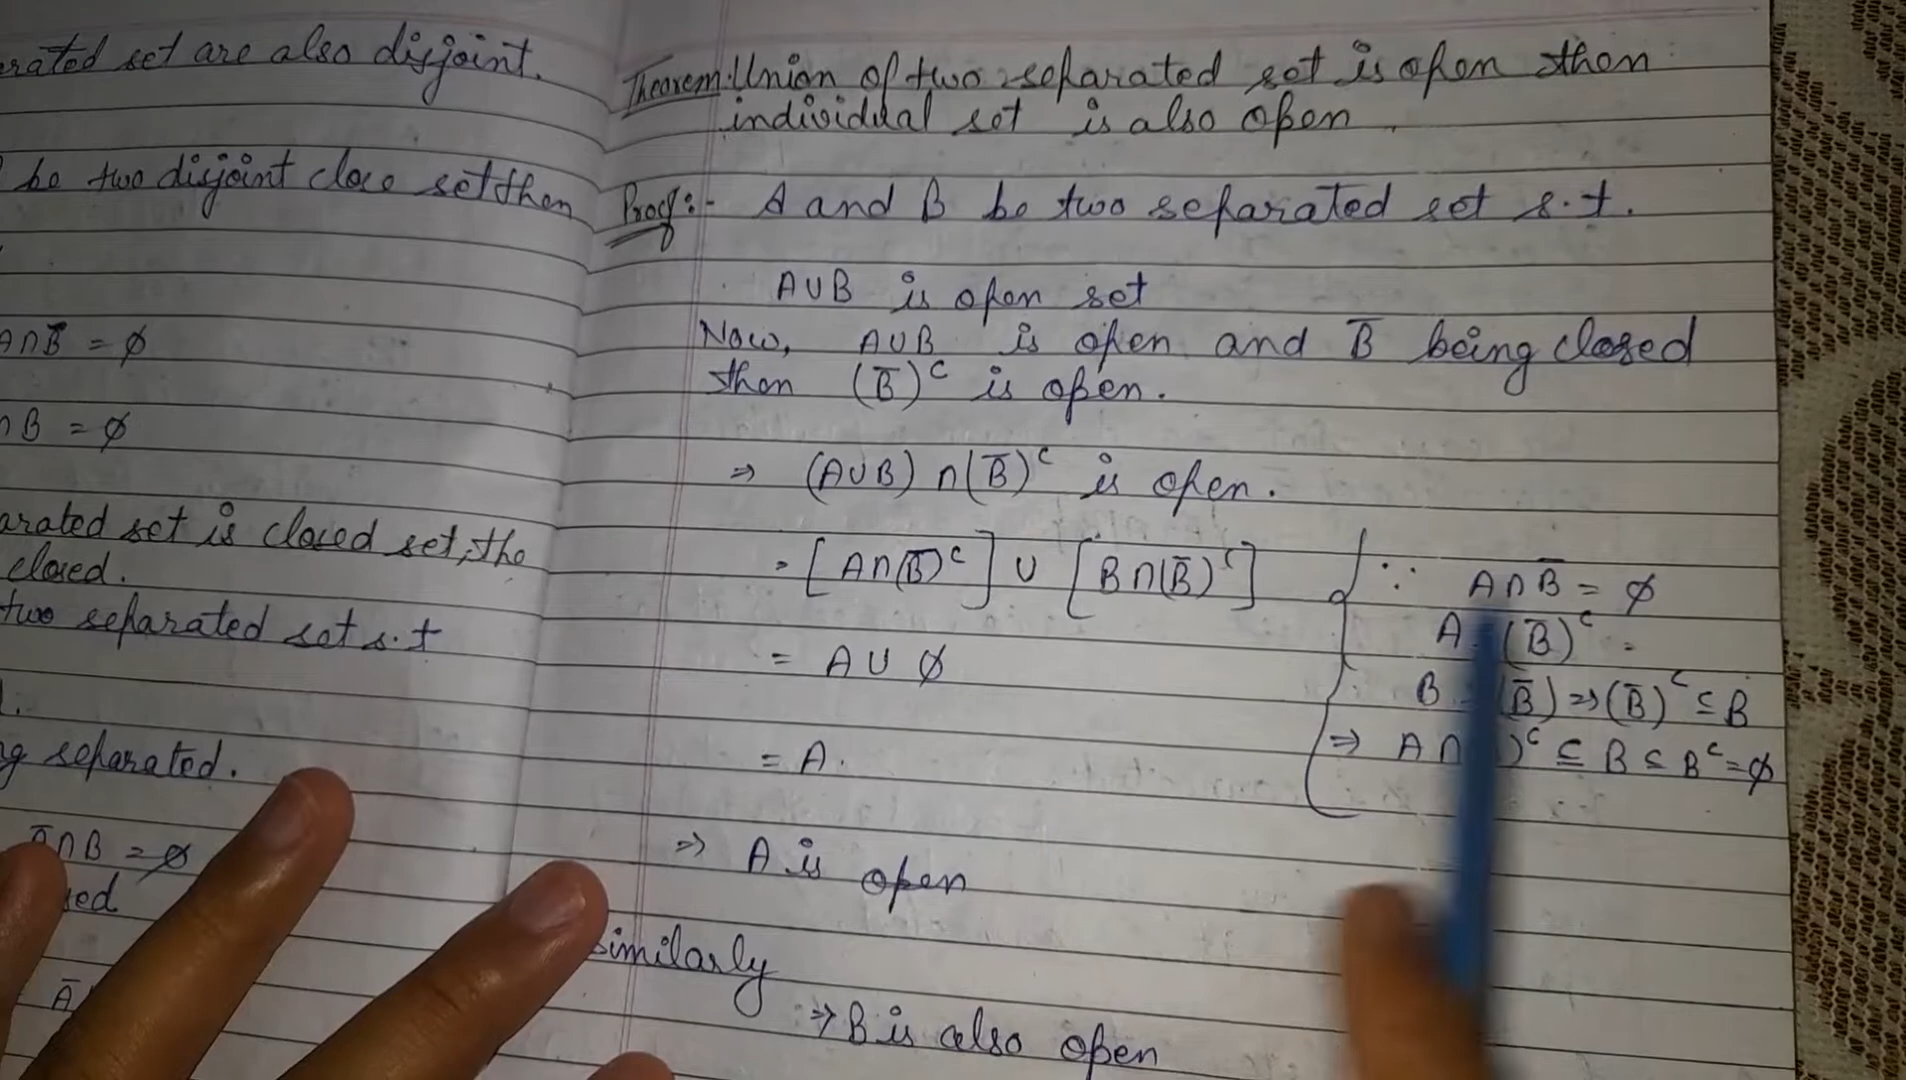 rated set are also disjoint.
be two disjoint close set then
A∩B̅ = ϕ
∩B = ϕ
arated set is closed set, the
closed.
two separated set s.t
g separated.
A̅∩B = ϕ
ed
A̅
Theorem:- Union of two separated set is open then
individual set is also open.
Proof:- A and B be two separated set s.t.
A∪B is open set
Now, A∪B is open and B̅ being closed
then (B̅)ᶜ is open.
⇒ (A∪B) ∩ (B̅)ᶜ is open.
= [A∩(B̅)ᶜ] ∪ [B∩(B̅)ᶜ]
= A ∪ ϕ
= A.
⇒ A is open
Similarly
⇒ B is also open
∵ A∩B̅ = ϕ
A (B̅)ᶜ
B (B̅) ⇒ (B̅)ᶜ ⊆ B
⇒ A∩ )ᶜ ⊆ B ⊆ Bᶜ = ϕ